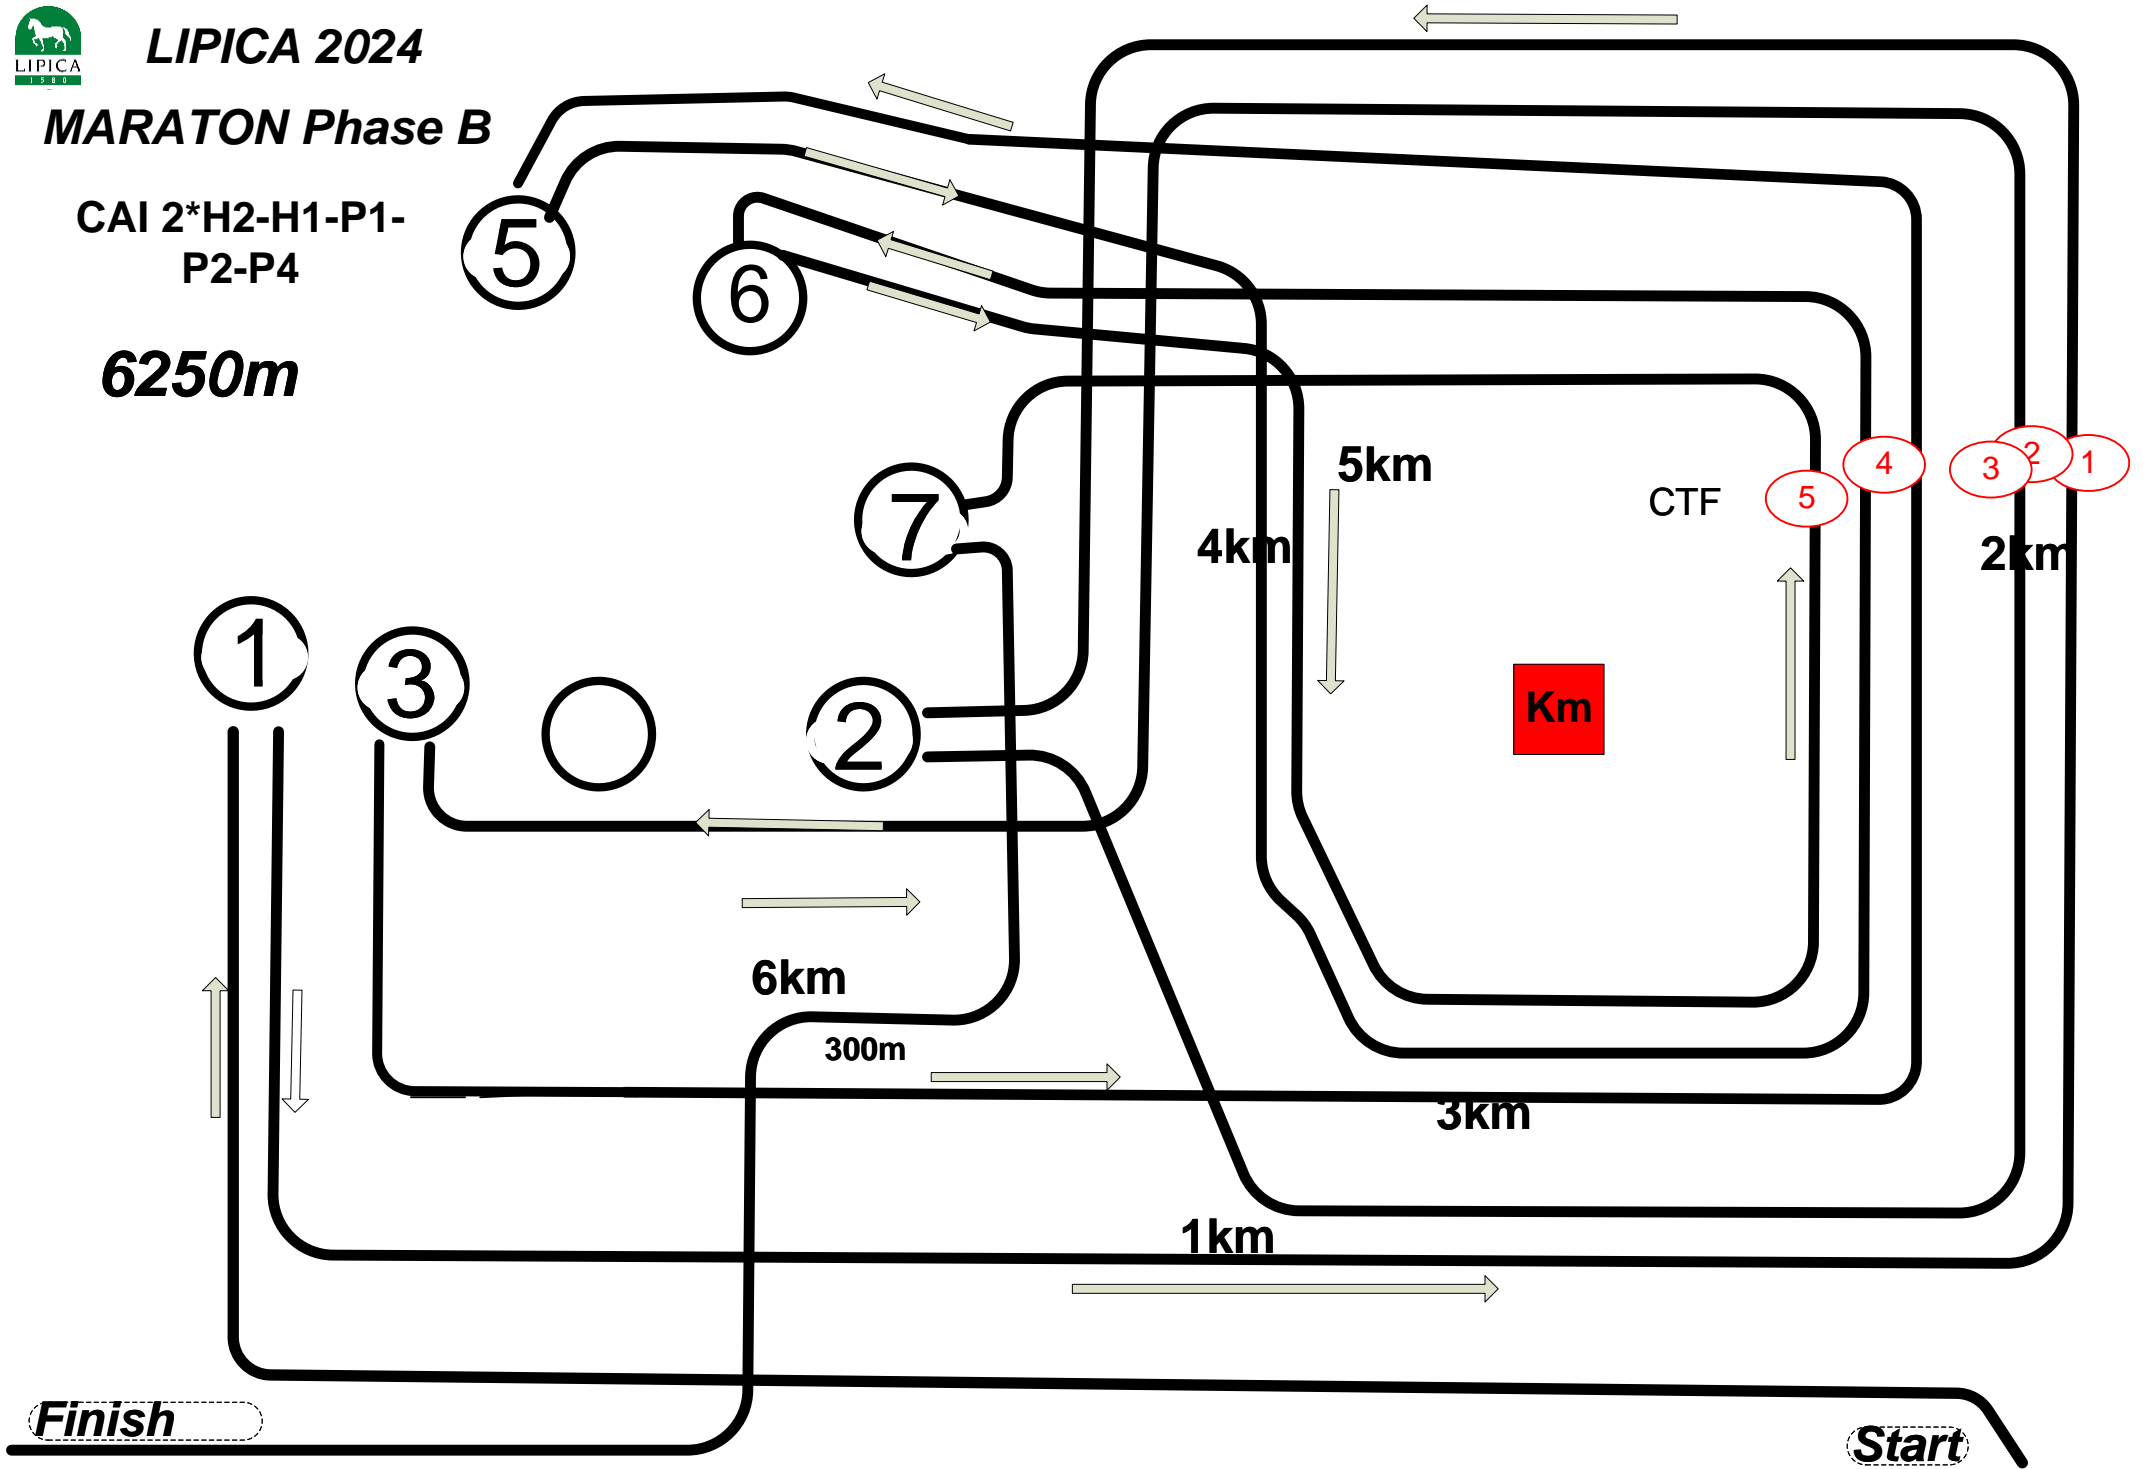 LIPICA
1580
LIPICA 2024
MARATON Phase B
CAI 2*H2-H1-P1-
P2-P4
6250m
5
6
7
1
3
2
5km
4km
CTF
5
4
3
2
1
2km
Km
6km
300m
3km
1km
Finish
Start